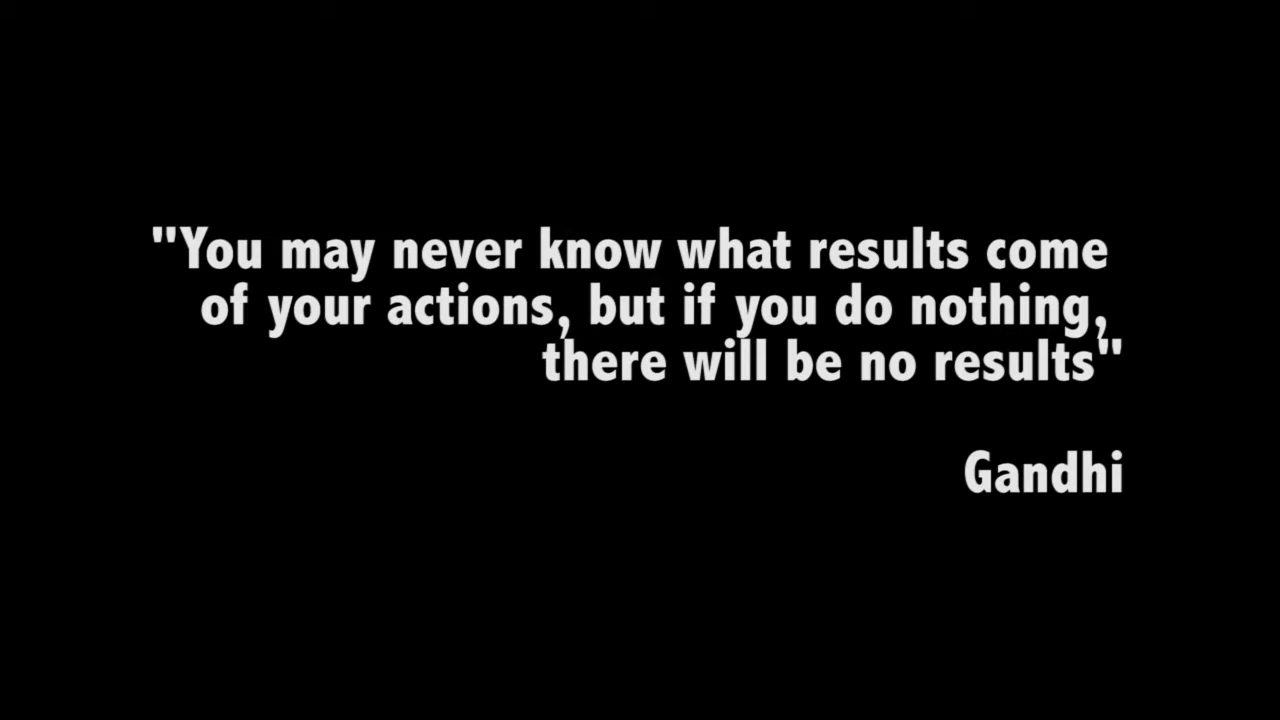 "You may never know what results come
of your actions, but if you do nothing,
there will be no results"
Gandhi